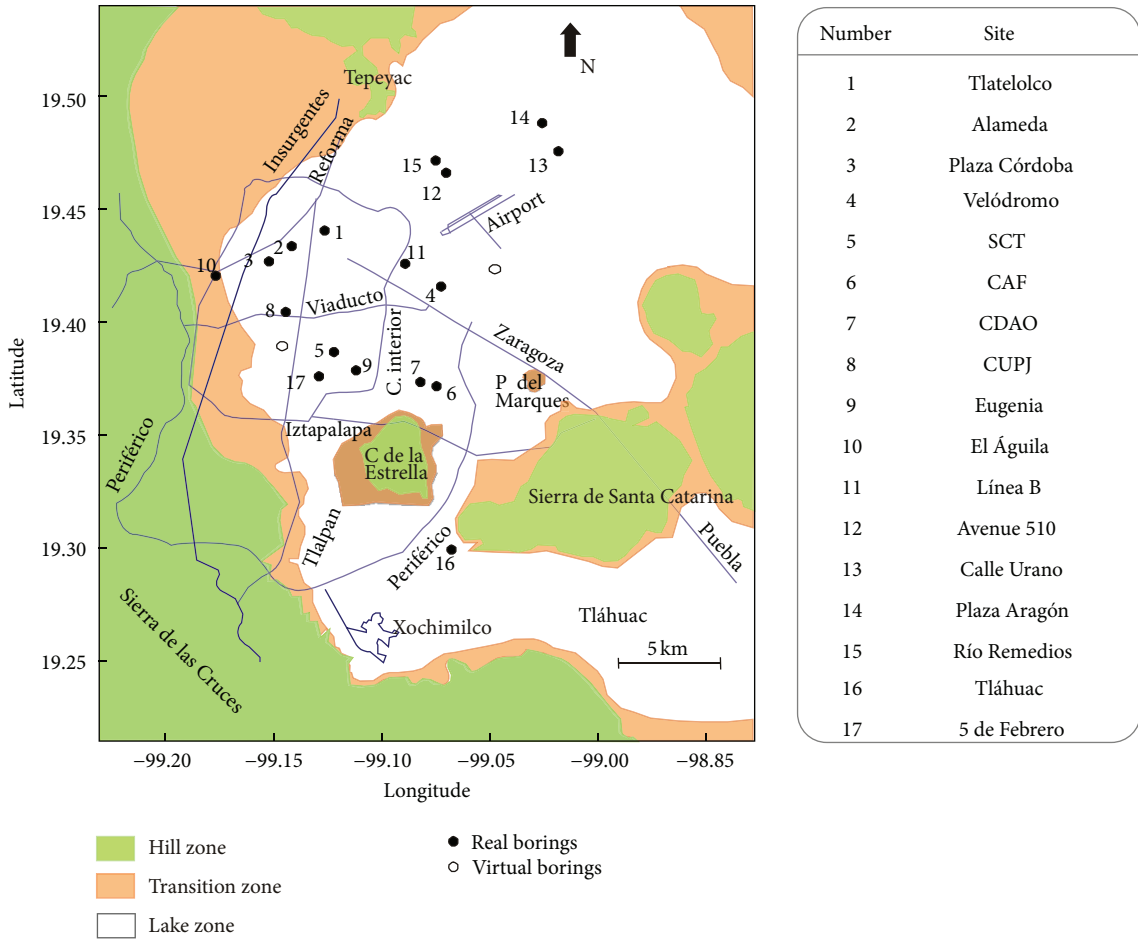 N
Tepeyac
Insurgentes
Reforma
14
15
13
12
Airport
1
2
3
11
10
4
8
Viaducto
C. interior
Zaragoza
5
9
7
17
6
P. del
Marques
Iztapalapa
C de la
Estrella
Periférico
Sierra de Santa Catarina
Tlalpan
Periférico
16
Puebla
Sierra de las Cruces
Xochimilco
Tláhuac
5 km
Latitude
19.50
19.45
19.40
19.35
19.30
19.25
−99.20 −99.15 −99.10 −99.05 −99.00 −98.85
Longitude
Hill zone
Transition zone
Lake zone
Real borings
Virtual borings
Number Site
1 Tlatelolco
2 Alameda
3 Plaza Córdoba
4 Velódromo
5 SCT
6 CAF
7 CDAO
8 CUPJ
9 Eugenia
10 El Águila
11 Línea B
12 Avenue 510
13 Calle Urano
14 Plaza Aragón
15 Río Remedios
16 Tláhuac
17 5 de Febrero